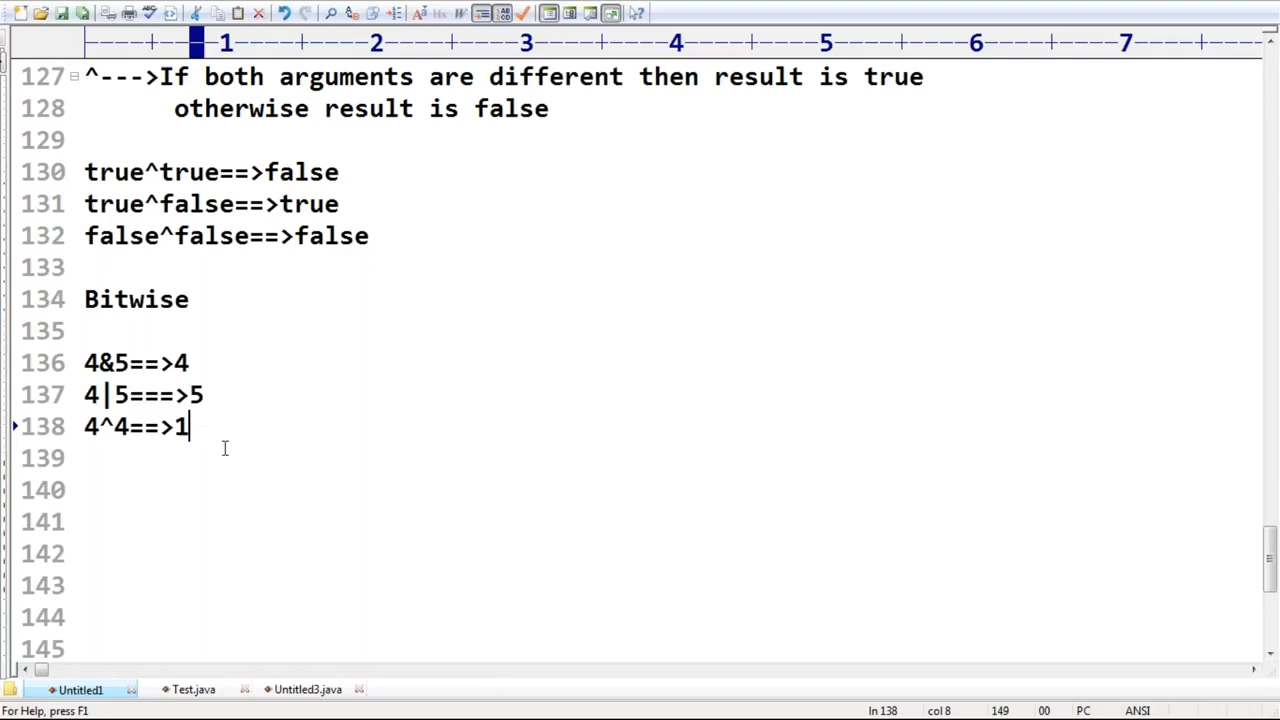 1 2 3 4 5 6 7
127 ^--->If both arguments are different then result is true
128 otherwise result is false
129
130 true^true==>false
131 true^false==>true
132 false^false==>false
133
134 Bitwise
135
136 4&5==>4
137 4|5===>5
138 4^4==>1
139
140
141
142
143
144
145
Untitled1 Test.java Untitled3.java
For Help, press F1 ln 138 col 8 149 00 PC ANSI